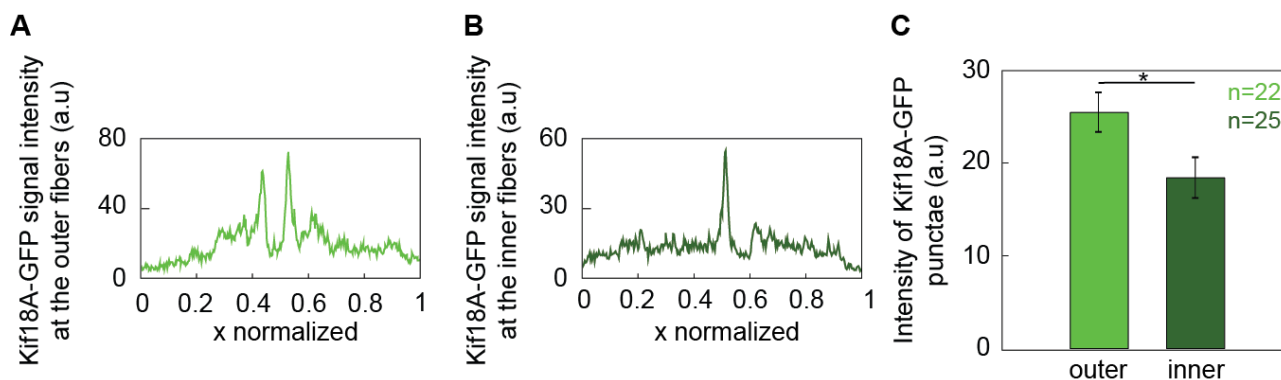 A
Kif18A-GFP signal intensity
at the outer fibers (a.u)
80
40
0
0 0.2 0.4 0.6 0.8 1
x normalized
B
Kif18A-GFP signal intensity
at the inner fibers (a.u)
60
30
0
0 0.2 0.4 0.6 0.8 1
x normalized
C
Intensity of Kif18A-GFP
punctae (a.u)
30
20
10
0
*
n=22
n=25
outer inner